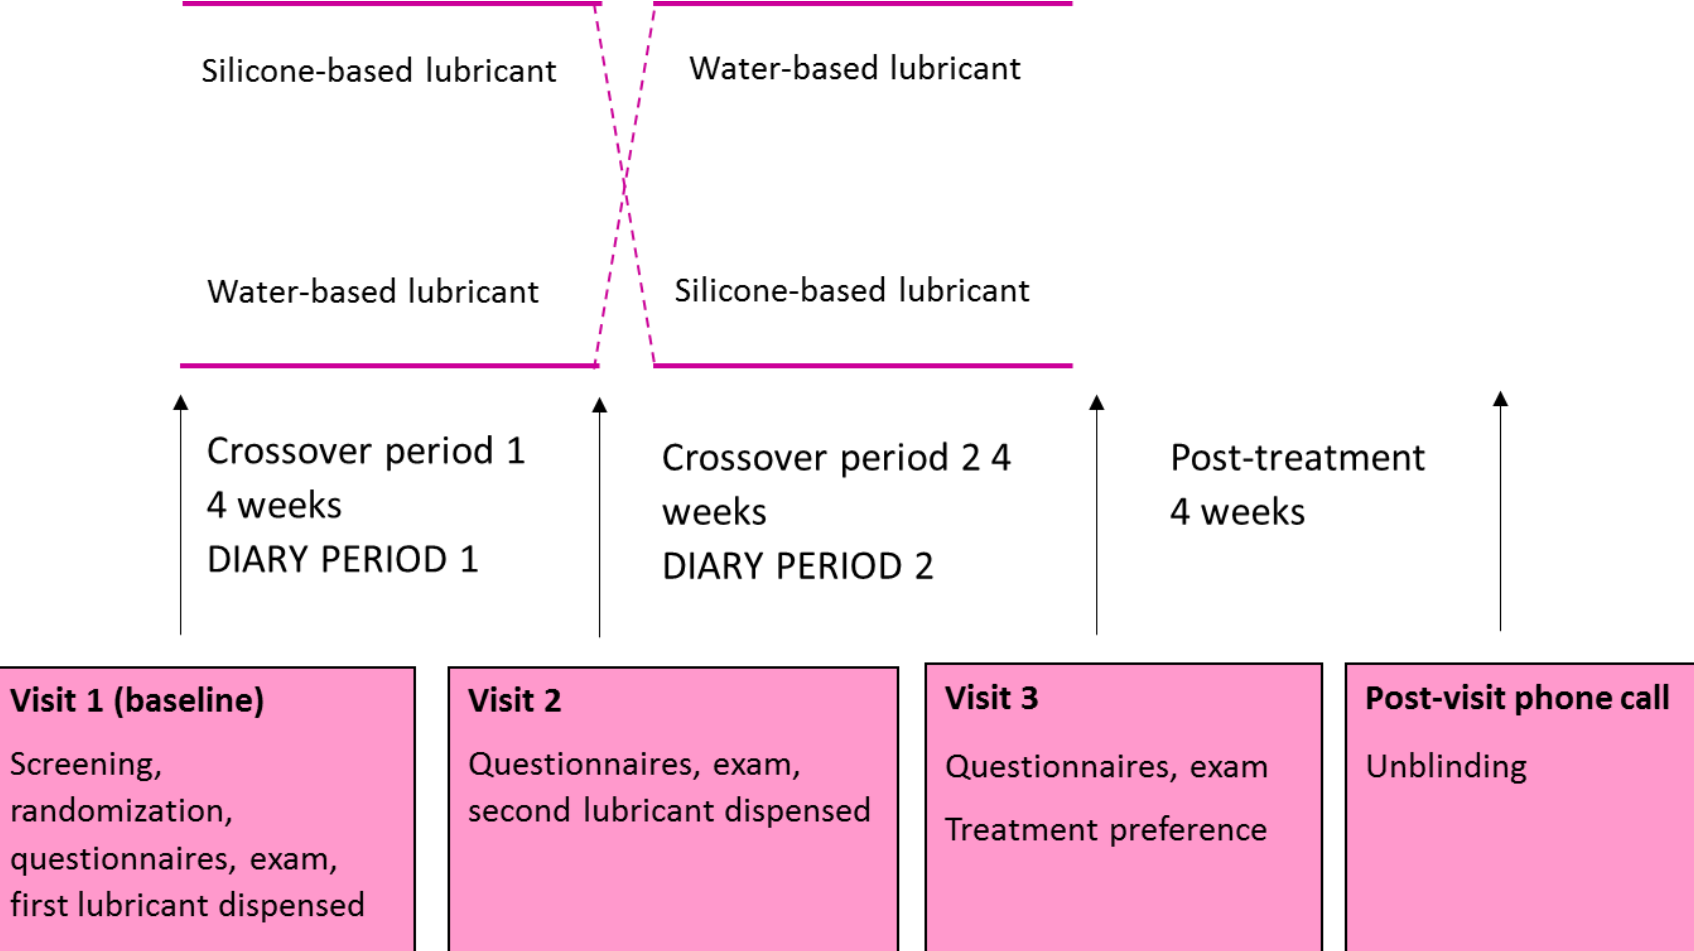 Silicone-based lubricant
Water-based lubricant
Water-based lubricant
Silicone-based lubricant
Crossover period 1
4 weeks
DIARY PERIOD 1
Crossover period 2 4
weeks
DIARY PERIOD 2
Post-treatment
4 weeks
Visit 1 (baseline)
Screening,
randomization,
questionnaires, exam,
first lubricant dispensed
Visit 2
Questionnaires, exam,
second lubricant dispensed
Visit 3
Questionnaires, exam
Treatment preference
Post-visit phone call
Unblinding